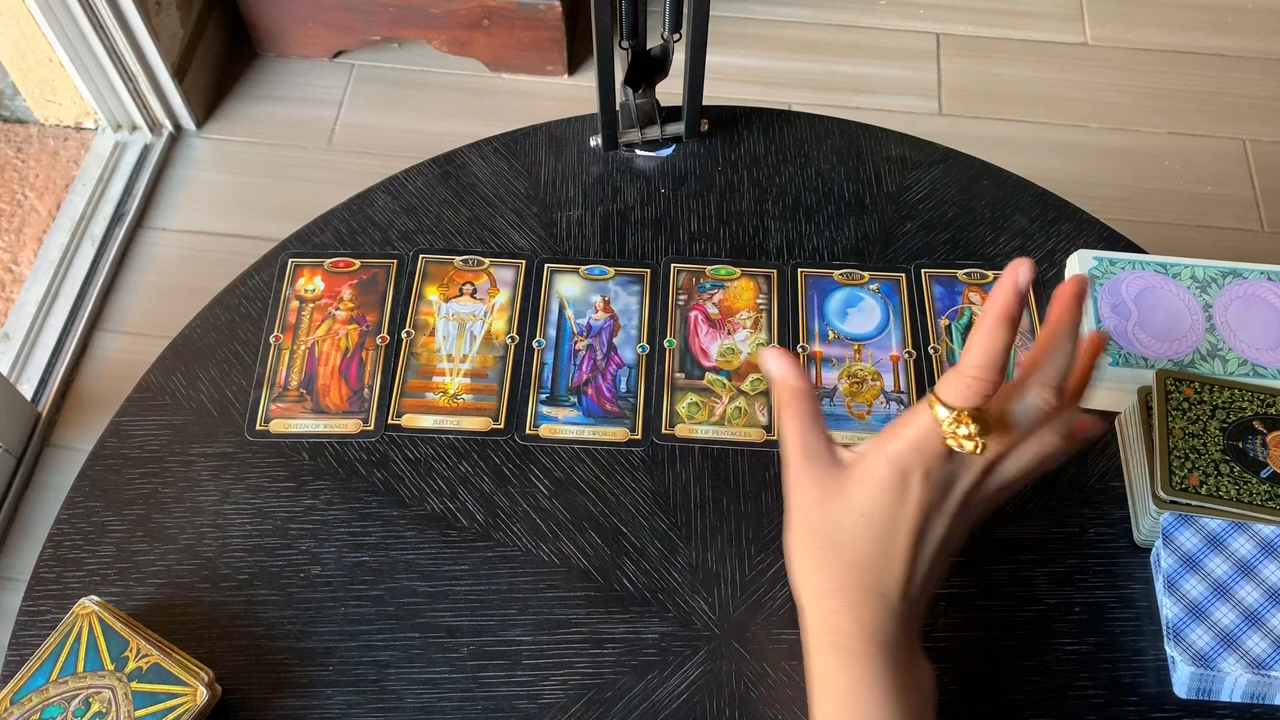 QUEEN OF WANDS
XI
JUSTICE
QUEEN OF SWORDS
SIX OF PENTACLES
XVIII
III